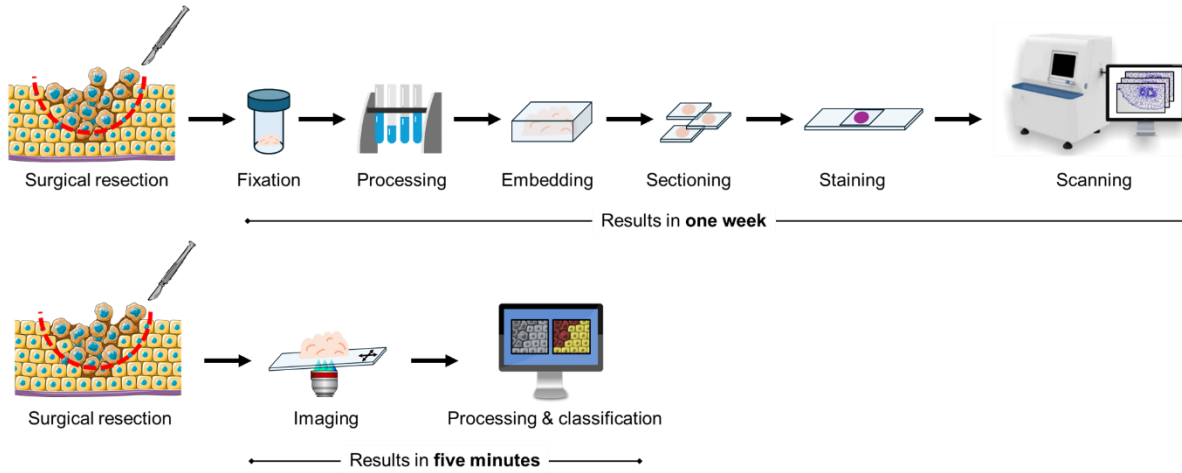 Surgical resection
Fixation
Processing
Embedding
Sectioning
Staining
Scanning
Results in one week
Surgical resection
Imaging
Processing & classification
Results in five minutes